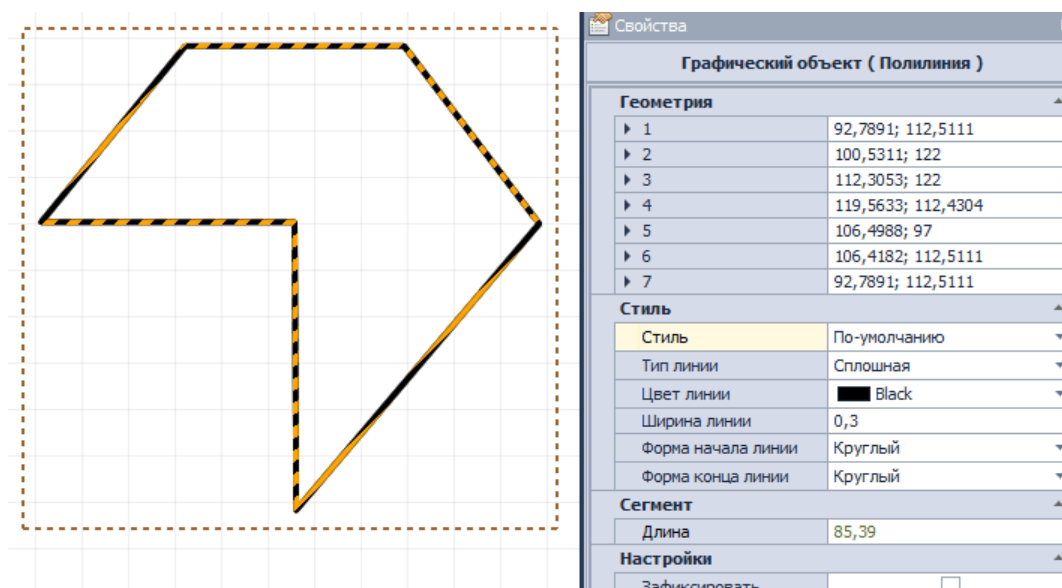 Свойства
Графический объект ( Полилиния )
Геометрия
1 92,7891; 112,5111
2 100,5311; 122
3 112,3053; 122
4 119,5633; 112,4304
5 106,4988; 97
6 106,4182; 112,5111
7 92,7891; 112,5111
Стиль
Стиль По-умолчанию
Тип линии Сплошная
Цвет линии Black
Ширина линии 0,3
Форма начала линии Круглый
Форма конца линии Круглый
Сегмент
Длина 85,39
Настройки
Зафиксировать